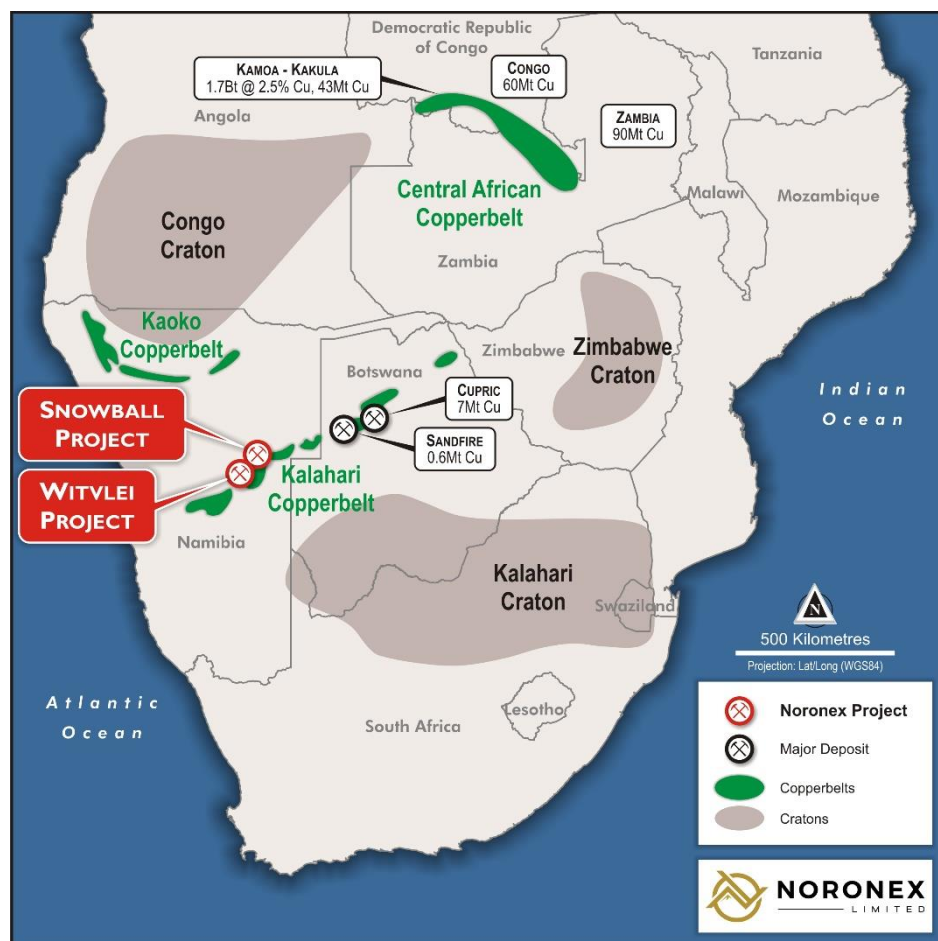 Democratic Republic
of Congo
Tanzania
KAMOA - KAKULA
1.7Bt @ 2.5% Cu, 43Mt Cu
CONGO
60Mt Cu
Angola
ZAMBIA
90Mt Cu
Central African
Copperbelt
Malawi
Mozambique
Congo
Craton
Zambia
Kaoko
Copperbelt
Zimbabwe
Zimbabwe
Craton
Botswana
CUPRIC
7Mt Cu
SANDFIRE
0.6Mt Cu
Indian
Ocean
SNOWBALL
PROJECT
WITVLEI
PROJECT
Kalahari
Copperbelt
Namibia
Kalahari
Craton
Swaziland
N
500 Kilometres
Projection: Lat/Long (WGS84)
Atlantic
Ocean
South Africa
Lesotho
Noronex Project
Major Deposit
Copperbelts
Cratons
NORONEX
LIMITED